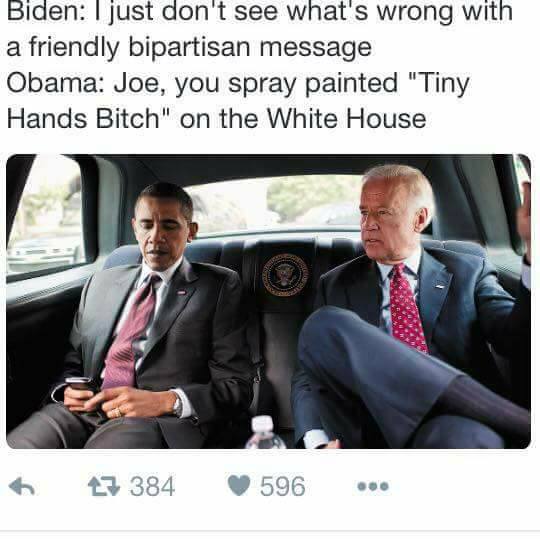 Biden: I just don't see what's wrong with
a friendly bipartisan message
Obama: Joe, you spray painted "Tiny
Hands Bitch" on the White House
384
596